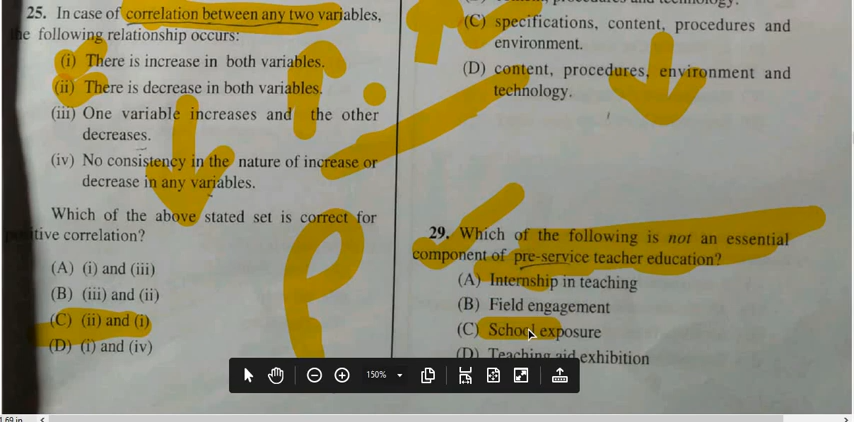 25. In case of correlation between any two variables,
the following relationship occurs:
(i) There is increase in both variables.
(ii) There is decrease in both variables.
(iii) One variable increases and the other
decreases.
(iv) No consistency in the nature of increase or
decrease in any variables.
Which of the above stated set is correct for
positive correlation?
(A) (i) and (iii)
(B) (iii) and (ii)
(C) (ii) and (i)
(D) (i) and (iv)
(C) specifications, content, procedures and
environment.
(D) content, procedures, environment and
technology.
29. Which of the following is not an essential
component of pre-service teacher education?
(A) Internship in teaching
(B) Field engagement
(C) School exposure
(D) Teaching aid exhibition
150%